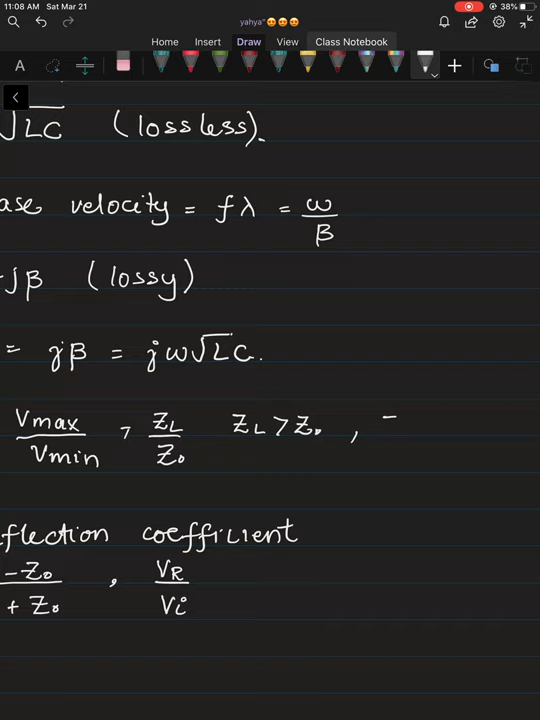 11:08 AM Sat Mar 21
38%
yahya"😍😍😍
Home Insert Draw View Class Notebook
A
√LC (lossless).
ase velocity = fλ = ω/β
jβ (lossy)
= jβ = jω√LC.
Vmax/Vmin , ZL/Z0 ZL > Z0 , -
flection coefficient
-Z0/+ Z0 , VR/Vi